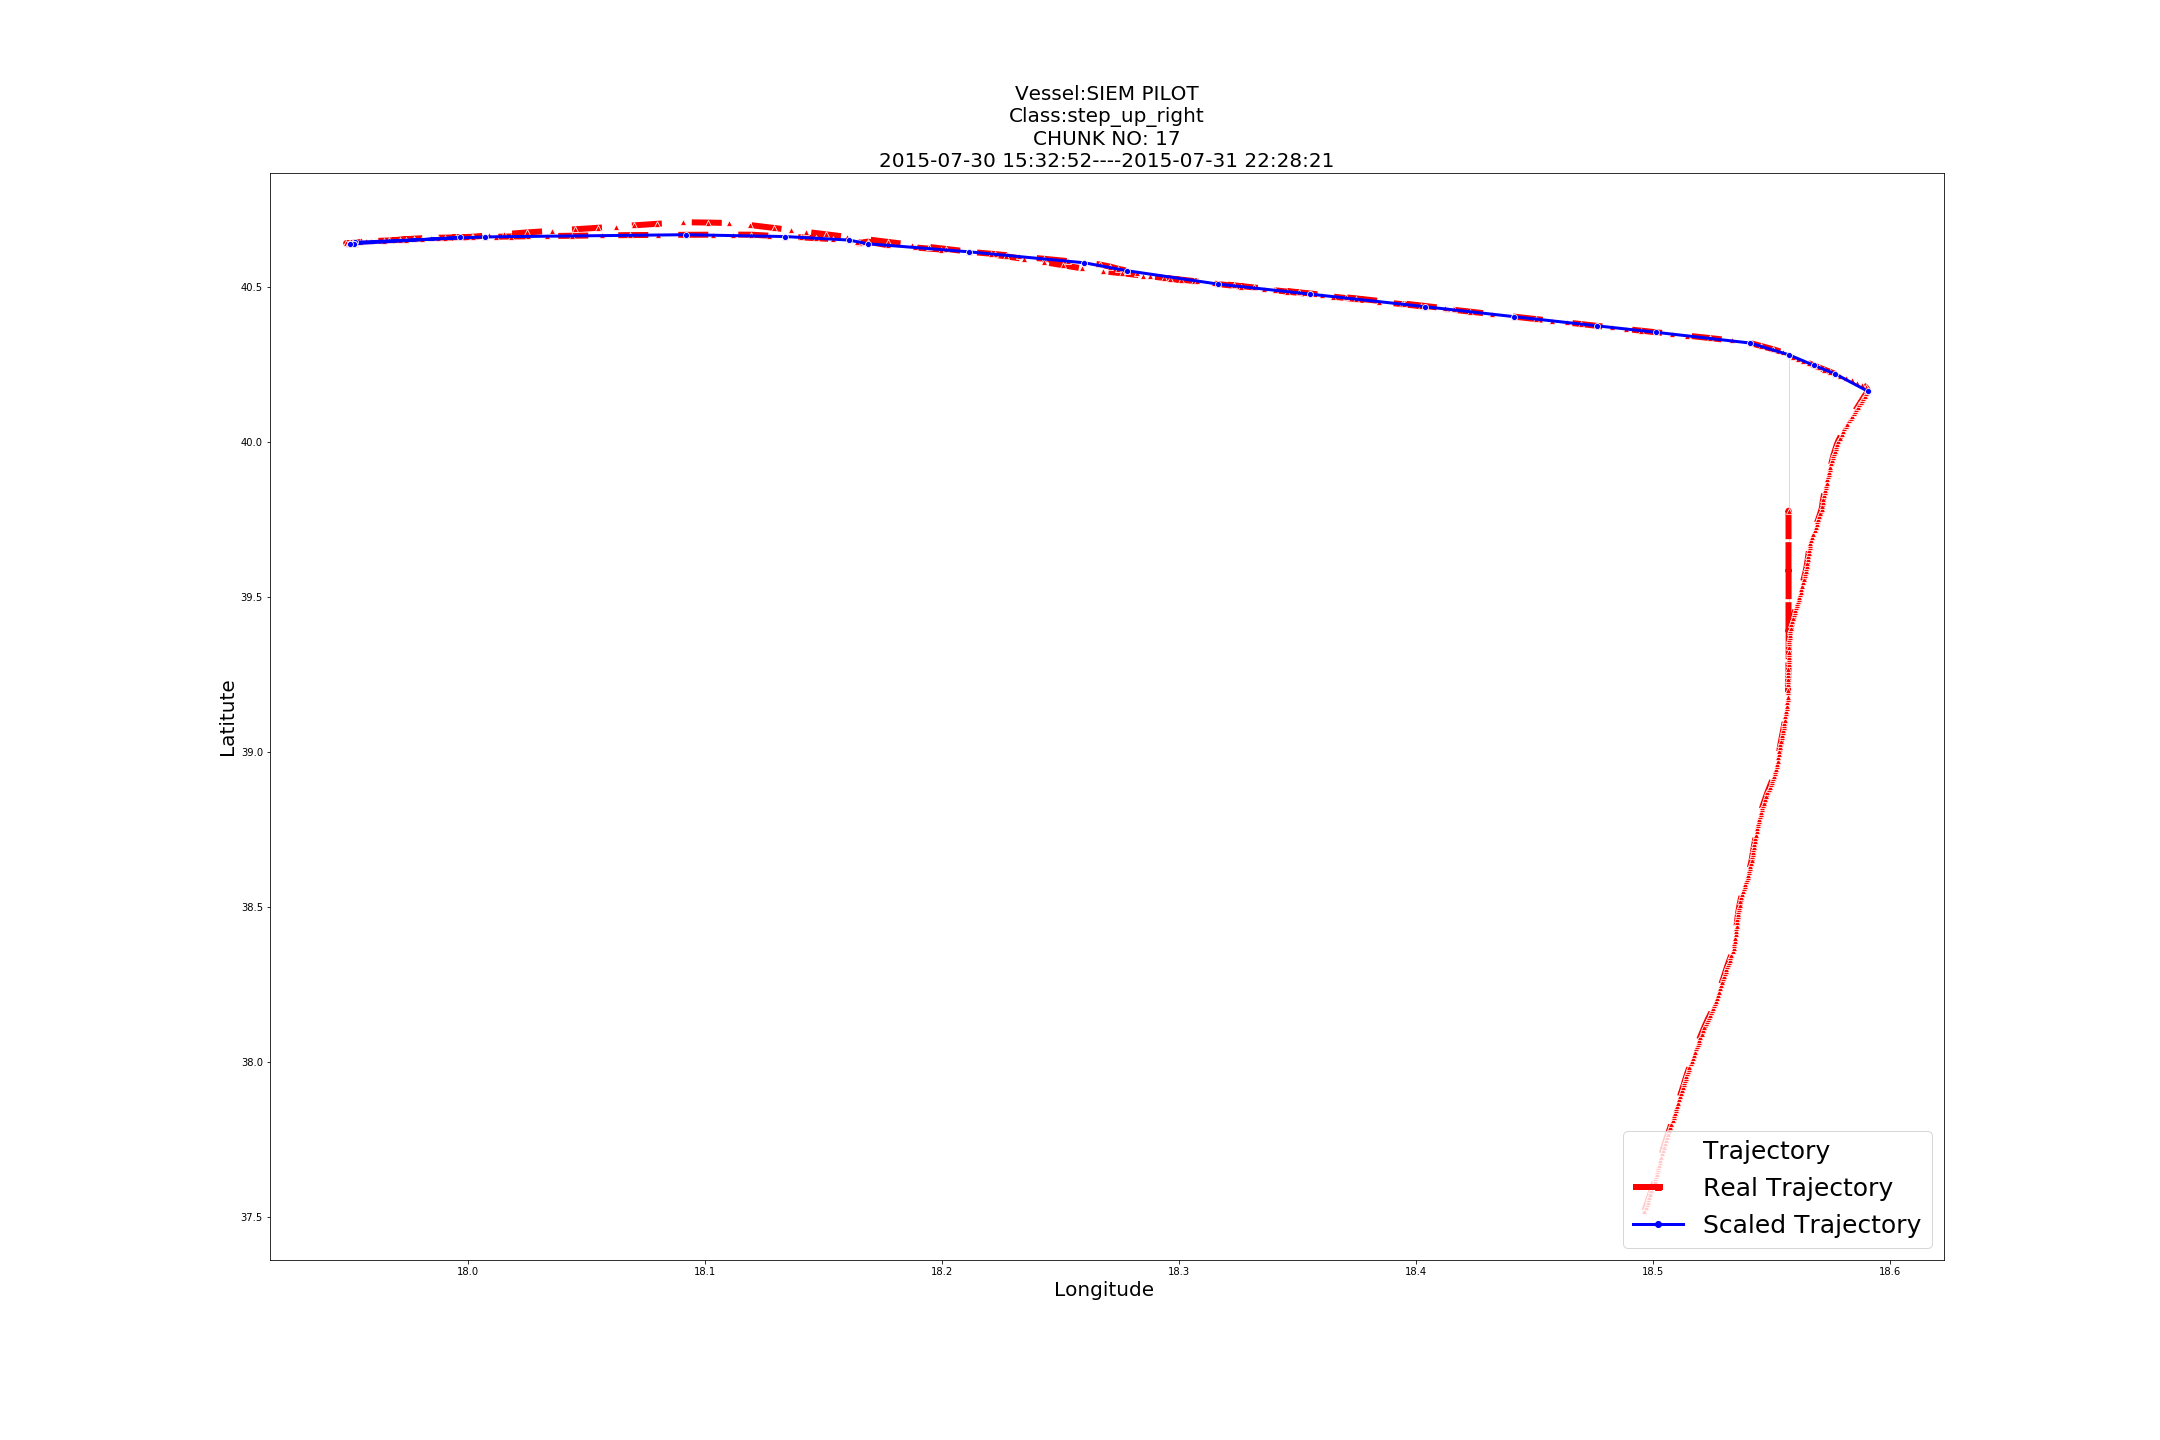 Vessel:SIEM PILOT
Class:step_up_right
CHUNK NO: 17
2015-07-30 15:32:52----2015-07-31 22:28:21
40.5
40.0
39.5
39.0
38.5
38.0
37.5
Latitute
18.0 18.1 18.2 18.3 18.4 18.5 18.6
Longitude
Trajectory
Real Trajectory
Scaled Trajectory